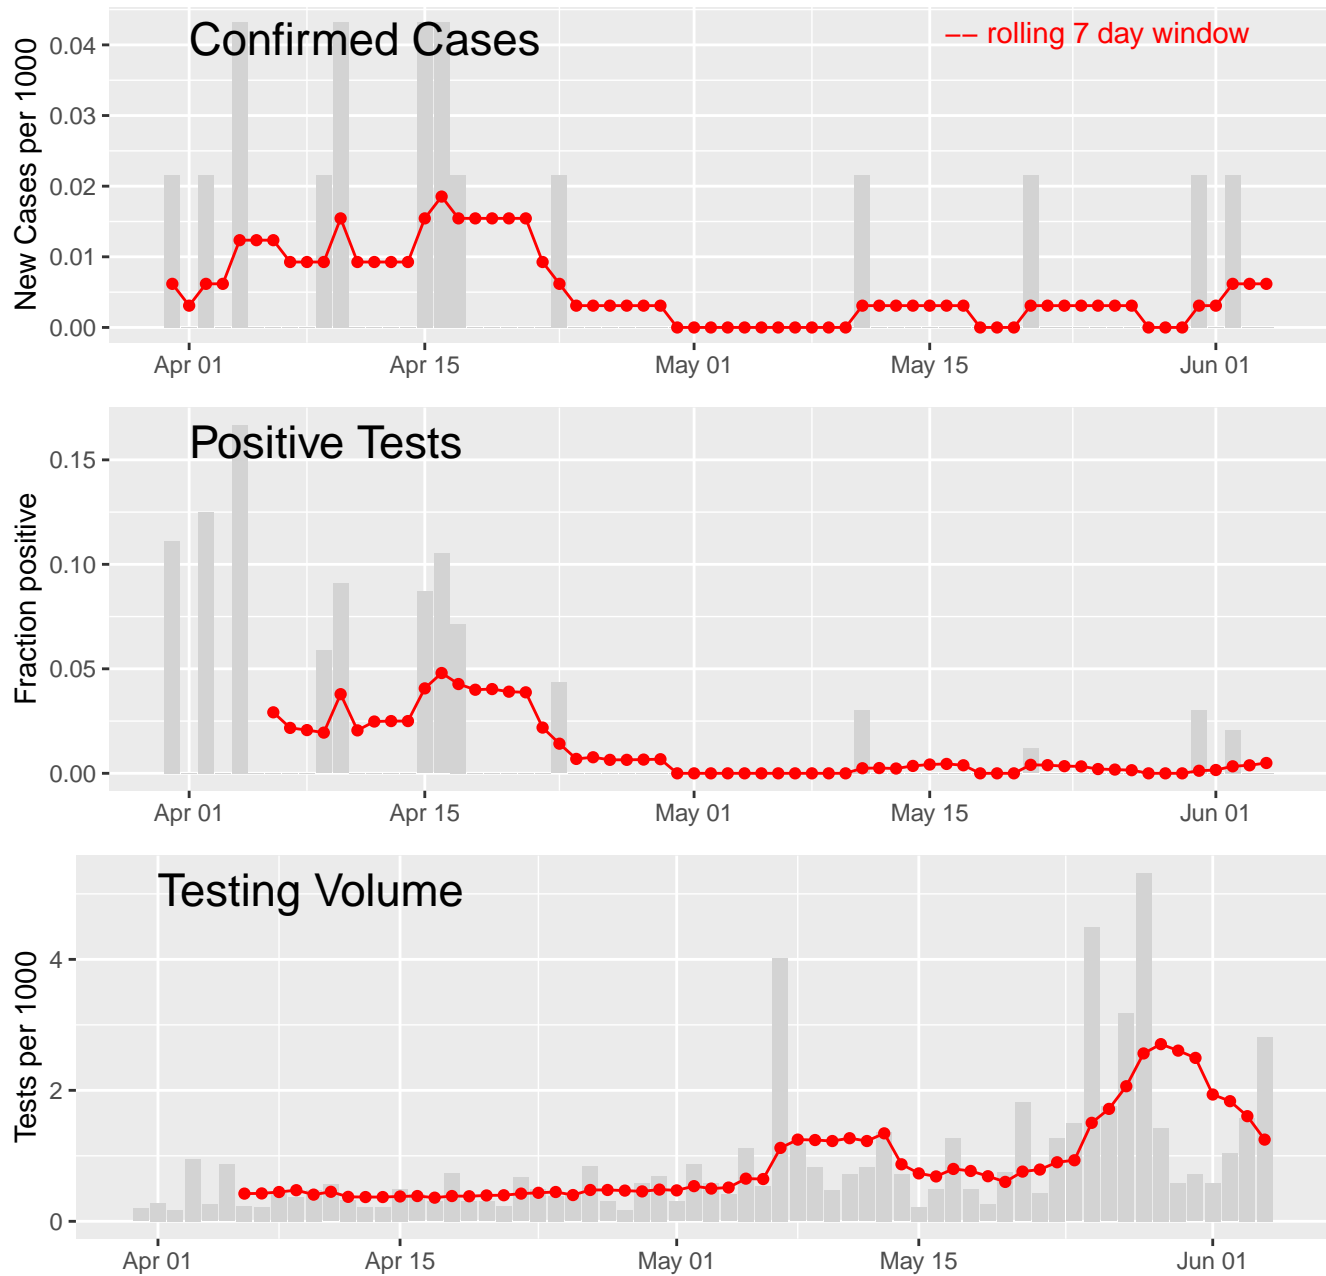 Confirmed Cases
−− rolling 7 day window
New Cases per 1000
0.04
0.03
0.02
0.01
0.00
Apr 01 Apr 15 May 01 May 15 Jun 01
Positive Tests
Fraction positive
0.15
0.10
0.05
0.00
Apr 01 Apr 15 May 01 May 15 Jun 01
Testing Volume
Tests per 1000
4
2
0
Apr 01 Apr 15 May 01 May 15 Jun 01